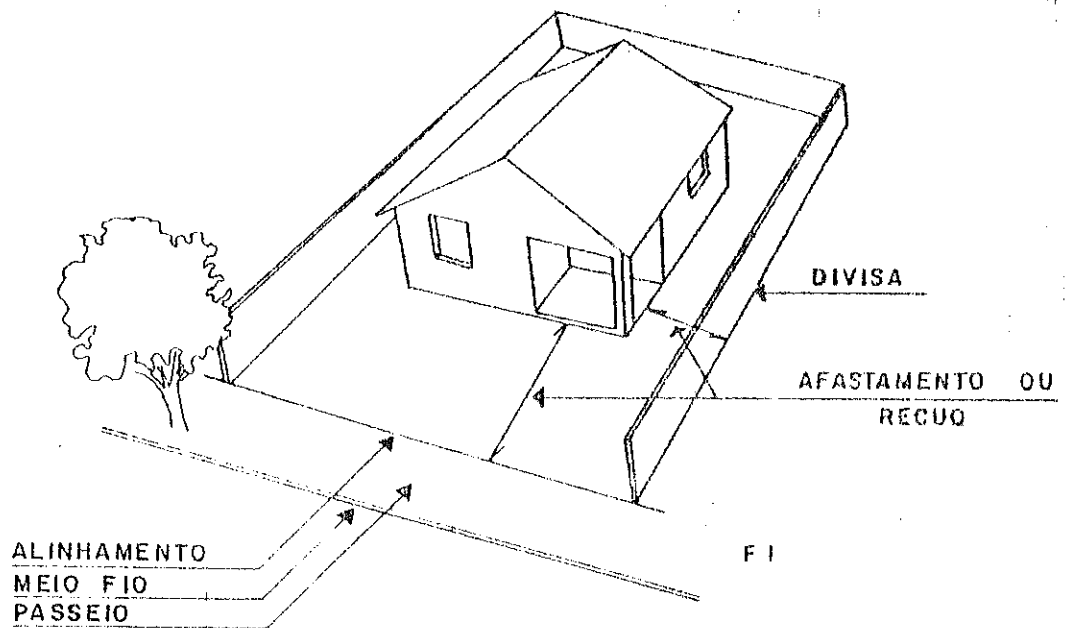 DIVISA
AFASTAMENTO OU
RECUO
ALINHAMENTO
MEIO FIO
PASSEIO
F I